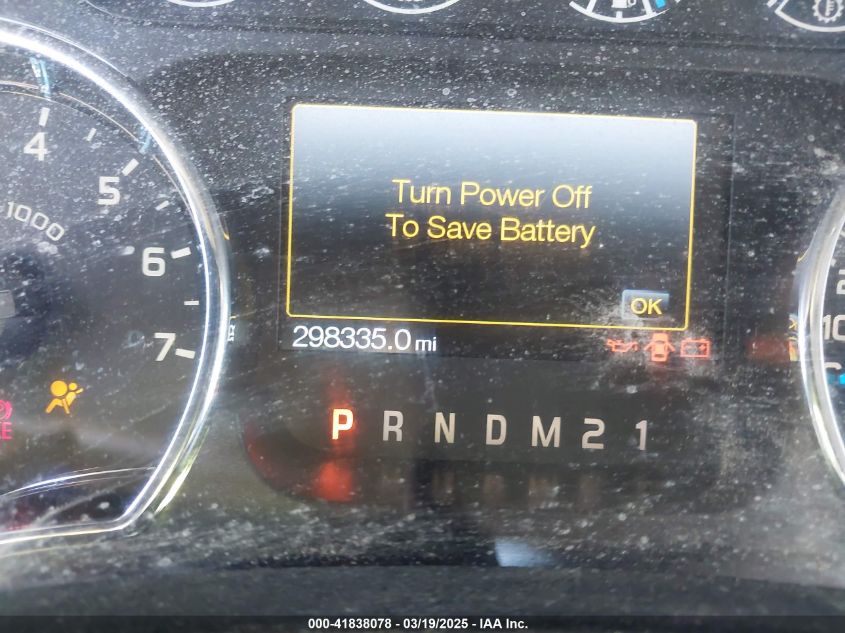 4
5
1000
6
7
Turn Power Off
To Save Battery
OK
298335.0 mi
P R N D M 2 1
000-41838078 - 03/19/2025 - IAA Inc.